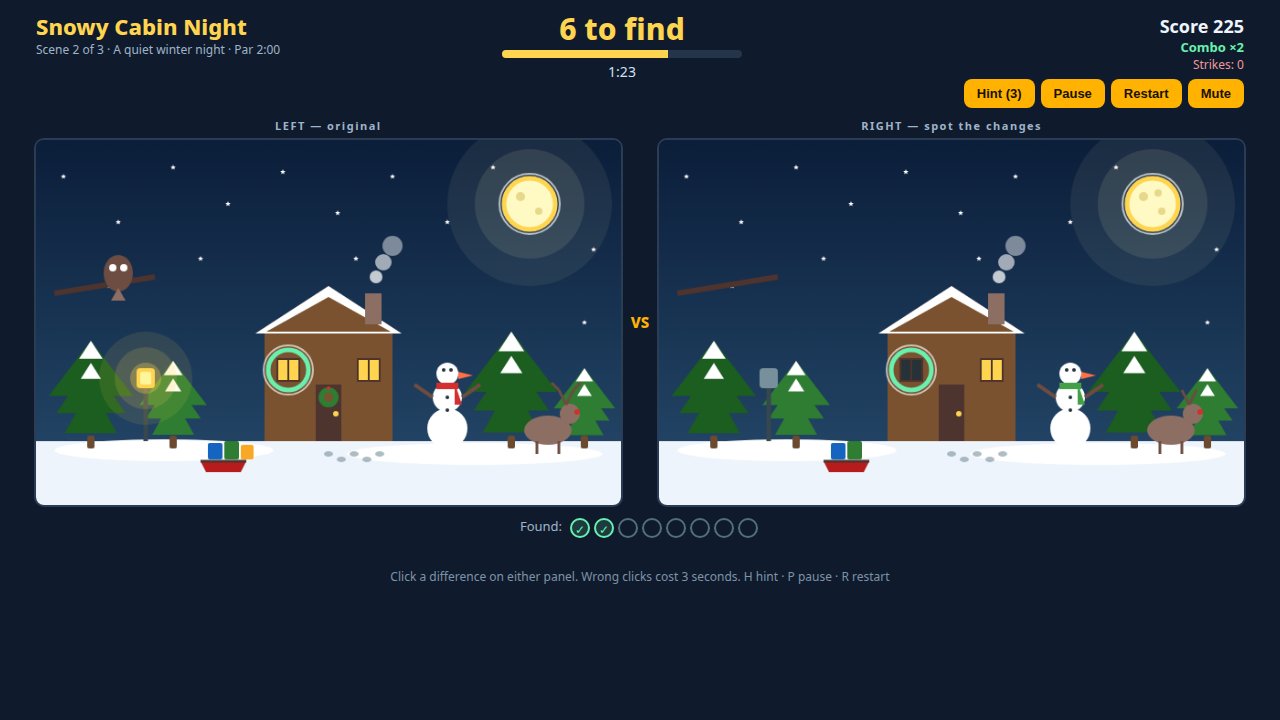 Snowy Cabin Night
Scene 2 of 3 · A quiet winter night · Par 2:00
6 to find
1:23
Score 225
Combo ×2
Strikes: 0
Hint (3)
Pause
Restart
Mute
LEFT — original
RIGHT — spot the changes
VS
Found: ✓ ✓
Click a difference on either panel. Wrong clicks cost 3 seconds. H hint · P pause · R restart